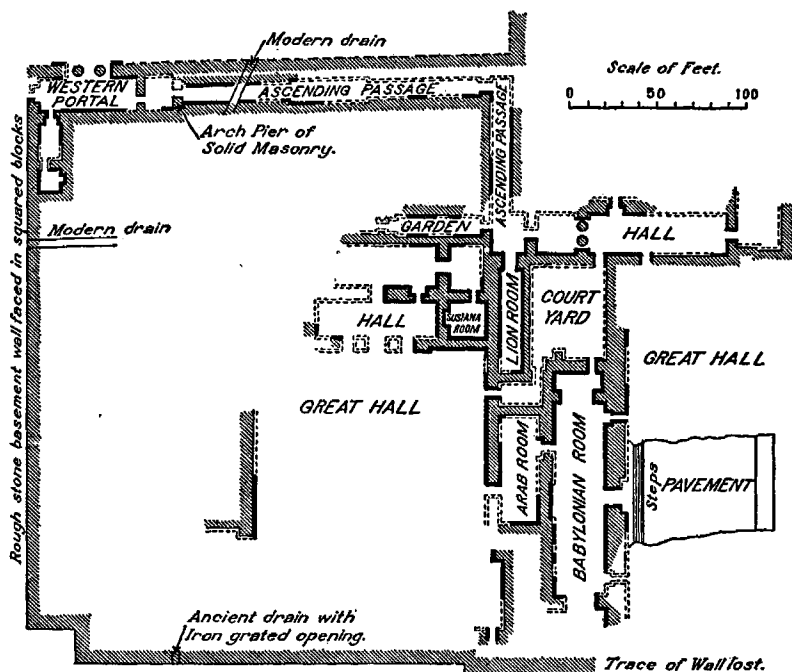 Modern drain
WESTERN
PORTAL
ASCENDING PASSAGE
Scale of Feet.
0 50 100
Arch Pier of
Solid Masonry.
ASCENDING PASSAGE
Rough stone basement wall faced in squared blocks
Modern drain
GARDEN
HALL
HALL
SUSIANA
ROOM
LION ROOM
COURT
YARD
GREAT HALL
GREAT HALL
ARAB ROOM
BABYLONIAN ROOM
Steps
PAVEMENT
Ancient drain with
Iron grated opening.
Trace of Wall lost.